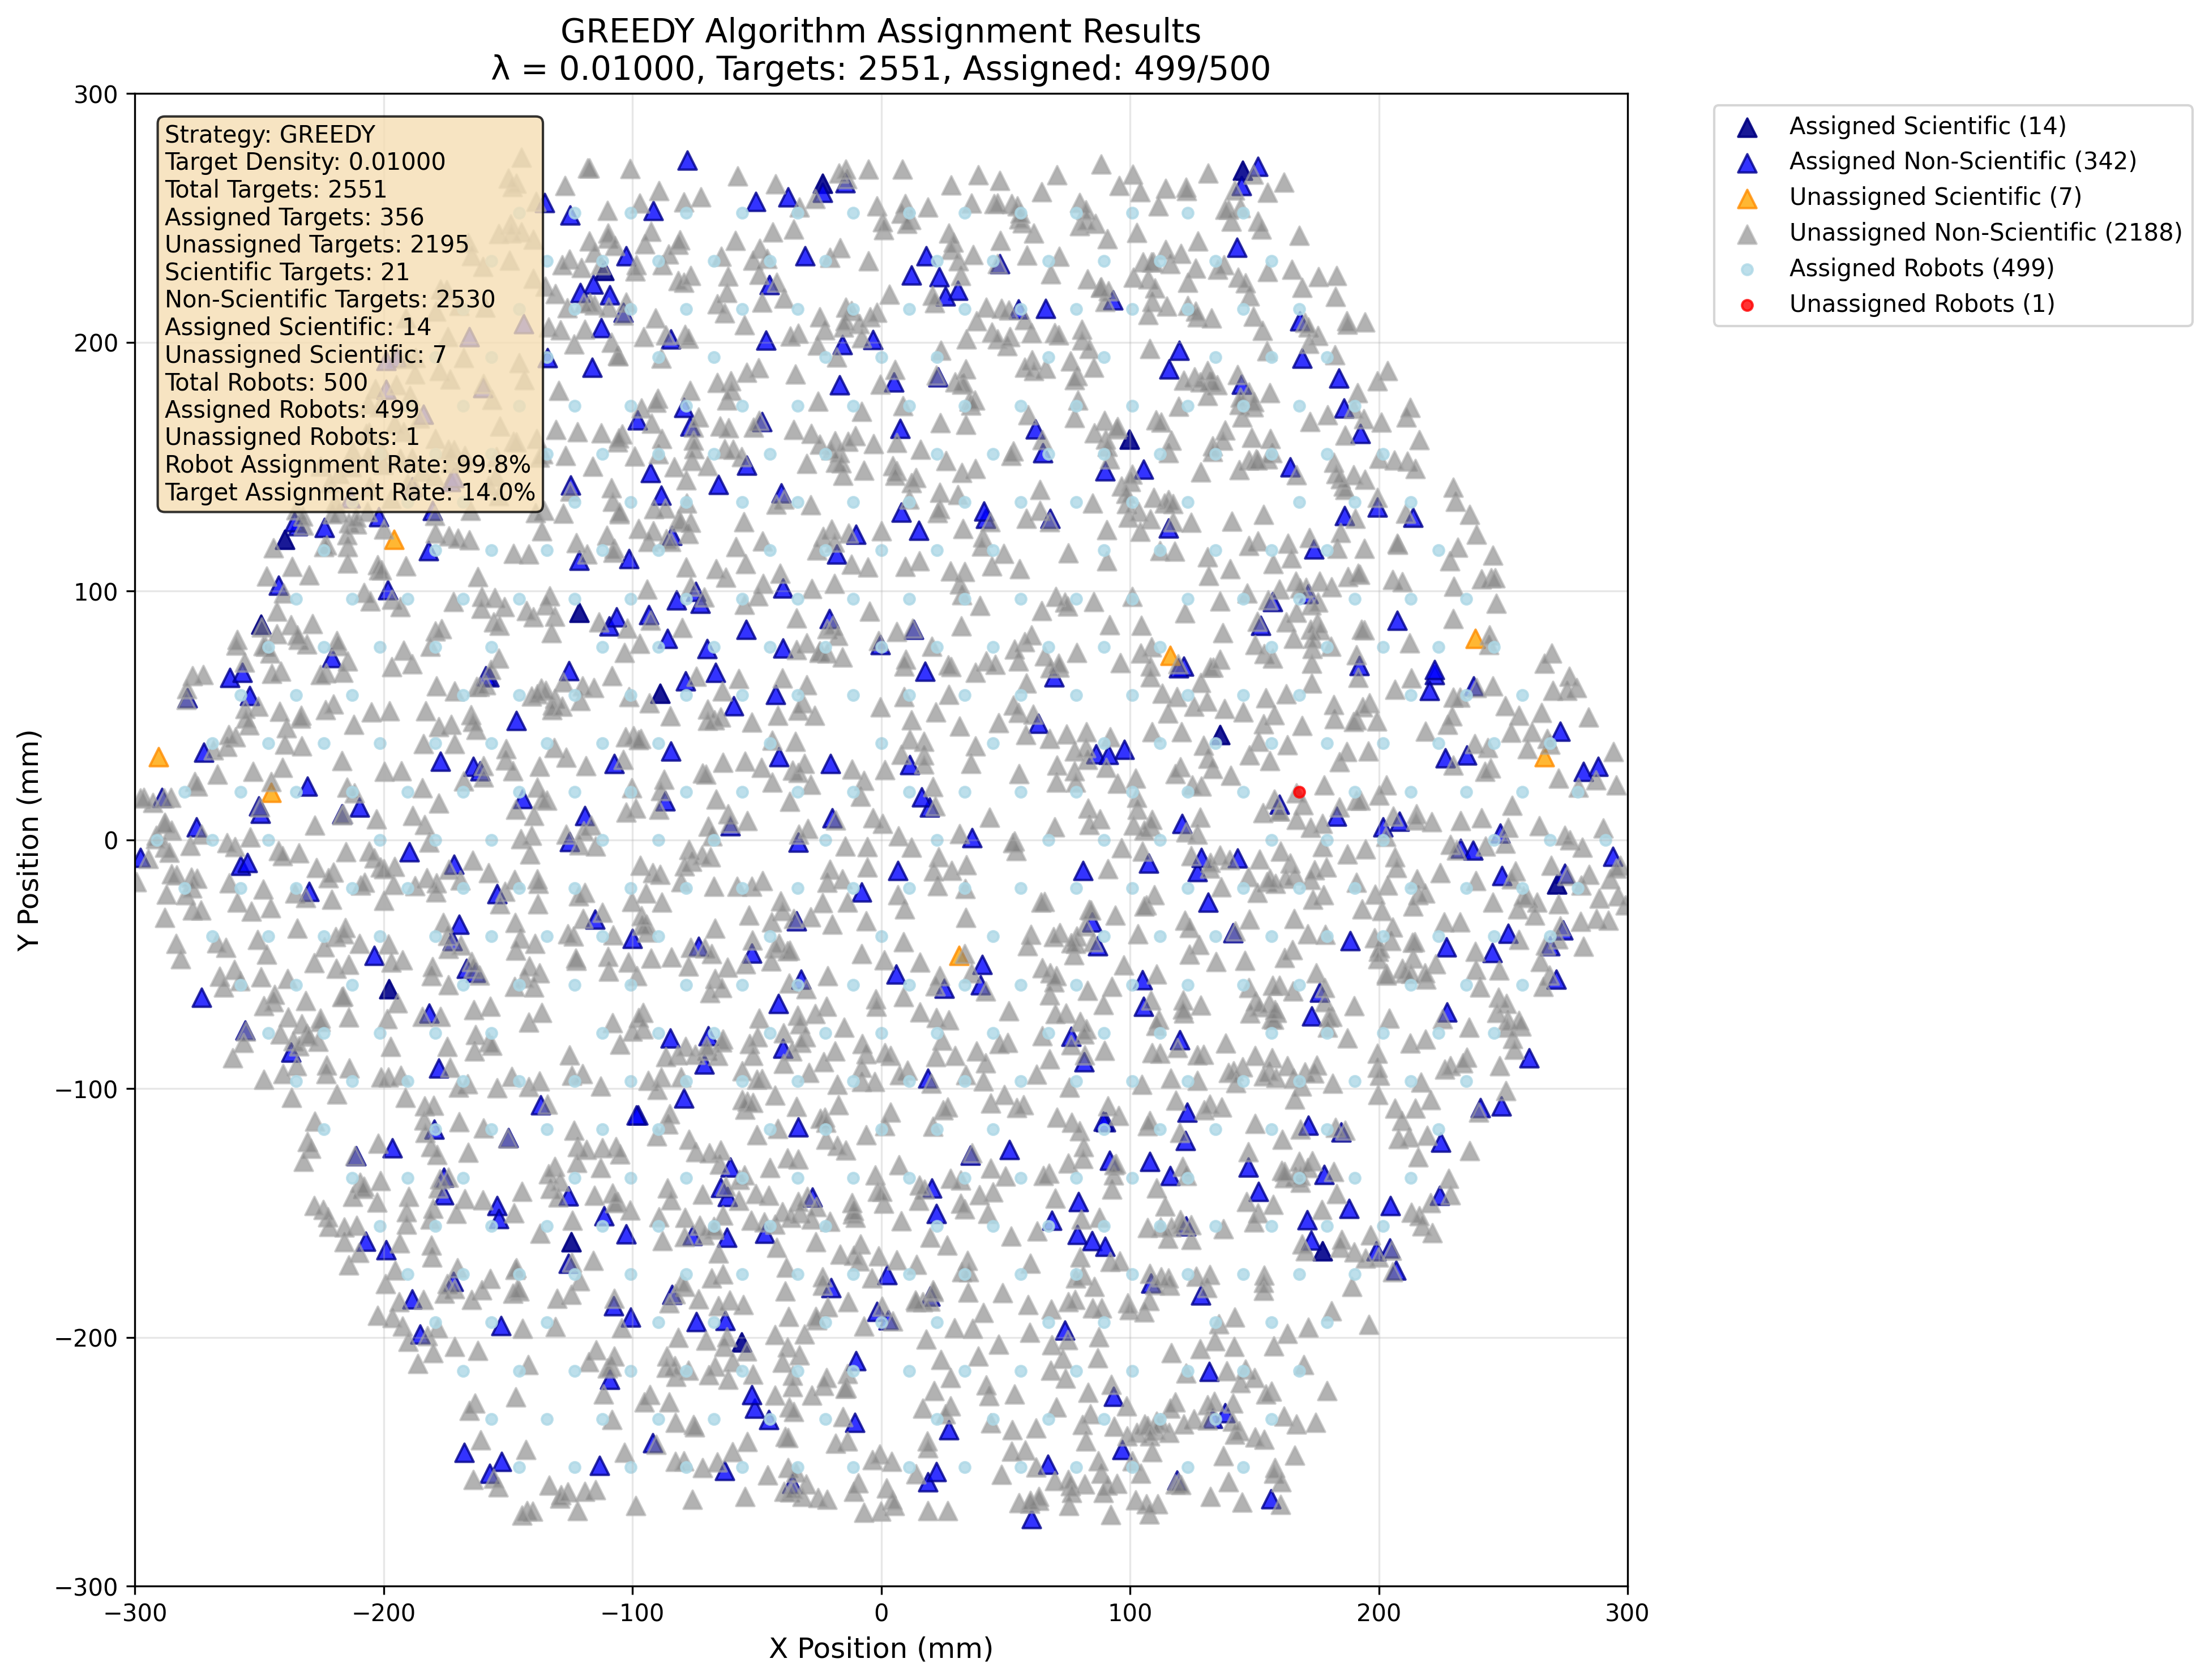 GREEDY Algorithm Assignment Results
λ = 0.01000, Targets: 2551, Assigned: 499/500
Strategy: GREEDY
Target Density: 0.01000
Total Targets: 2551
Assigned Targets: 356
Unassigned Targets: 2195
Scientific Targets: 21
Non-Scientific Targets: 2530
Assigned Scientific: 14
Unassigned Scientific: 7
Total Robots: 500
Assigned Robots: 499
Unassigned Robots: 1
Robot Assignment Rate: 99.8%
Target Assignment Rate: 14.0%
Assigned Scientific (14)
Assigned Non-Scientific (342)
Unassigned Scientific (7)
Unassigned Non-Scientific (2188)
Assigned Robots (499)
Unassigned Robots (1)
300
200
100
0
−100
−200
−300
Y Position (mm)
−300 −200 −100 0 100 200 300
X Position (mm)